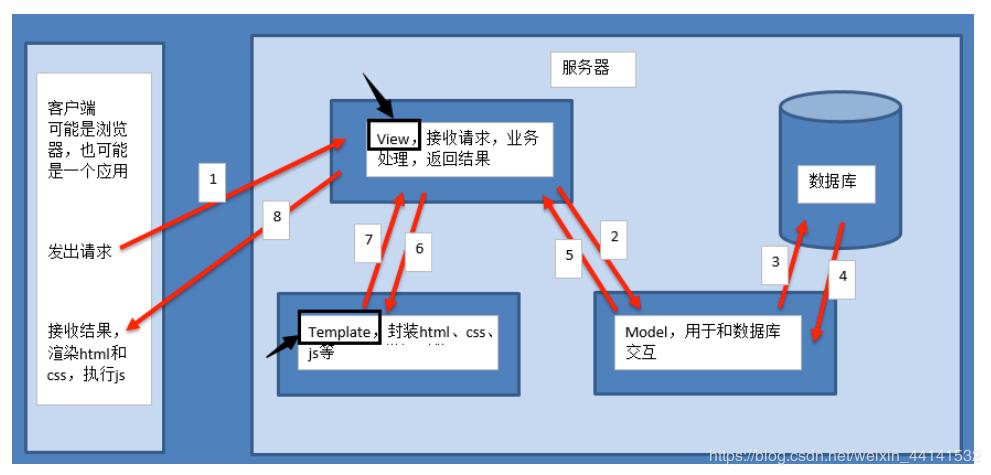 服务器
客户端
可能是浏览
器，也可能
是一个应用
发出请求
接收结果，
渲染html和
css，执行js
1
8
View，接收请求，业务
处理，返回结果
7
6
5
2
3
4
数据库
Template，封装html、css、
js等
Model，用于和数据库
交互
https://blog.csdn.net/weixin_44141532